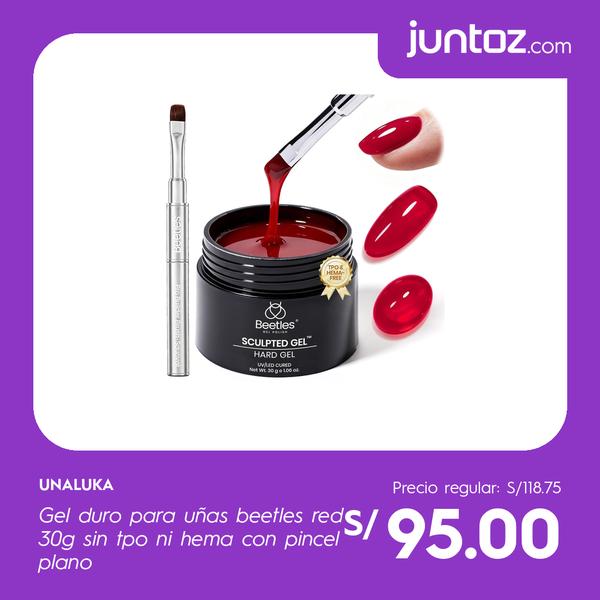 juntoz.com
Beetles
TPO &
HEMA-
FREE
Beetles®
GEL POLISH
SCULPTED GEL™
HARD GEL
UV/LED CURED
Net Wt. 30 g e 1.06 oz.
UNALUKA
Precio regular: S/118.75
Gel duro para uñas beetles red
30g sin tpo ni hema con pincel
plano
S/ 95.00